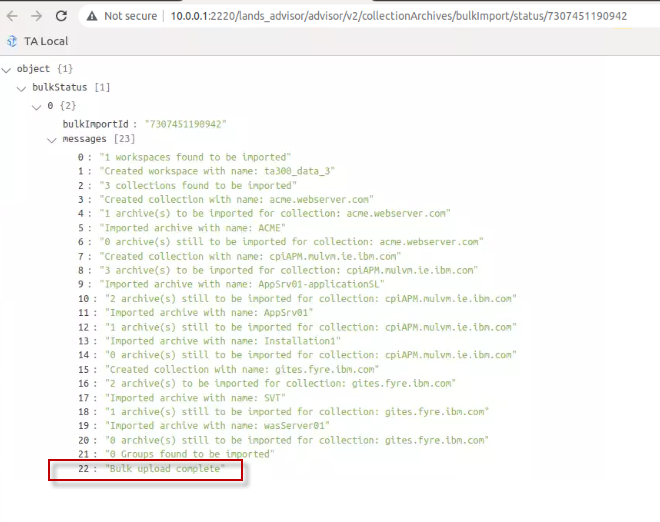 Not secure | 10.0.0.1:2220/lands_advisor/advisor/v2/collectionArchives/bulkImport/status/7307451190942
TA Local
object {1}
bulkStatus [1]
0 {2}
bulkImportId : "7307451190942"
messages [23]
0 : "1 workspaces found to be imported"
1 : "Created workspace with name: ta300_data_3"
2 : "3 collections found to be imported"
3 : "Created collection with name: acme.webserver.com"
4 : "1 archive(s) to be imported for collection: acme.webserver.com"
5 : "Imported archive with name: ACME"
6 : "0 archive(s) still to be imported for collection: acme.webserver.com"
7 : "Created collection with name: cpiAPM.mulvm.ie.ibm.com"
8 : "3 archive(s) to be imported for collection: cpiAPM.mulvm.ie.ibm.com"
9 : "Imported archive with name: AppSrv01-applicationSL"
10 : "2 archive(s) still to be imported for collection: cpiAPM.mulvm.ie.ibm.com"
11 : "Imported archive with name: AppSrv01"
12 : "1 archive(s) still to be imported for collection: cpiAPM.mulvm.ie.ibm.com"
13 : "Imported archive with name: Installation1"
14 : "0 archive(s) still to be imported for collection: cpiAPM.mulvm.ie.ibm.com"
15 : "Created collection with name: gites.fyre.ibm.com"
16 : "2 archive(s) to be imported for collection: gites.fyre.ibm.com"
17 : "Imported archive with name: SVT"
18 : "1 archive(s) still to be imported for collection: gites.fyre.ibm.com"
19 : "Imported archive with name: wasServer01"
20 : "0 archive(s) still to be imported for collection: gites.fyre.ibm.com"
21 : "0 Groups found to be imported"
22 : "Bulk upload complete"